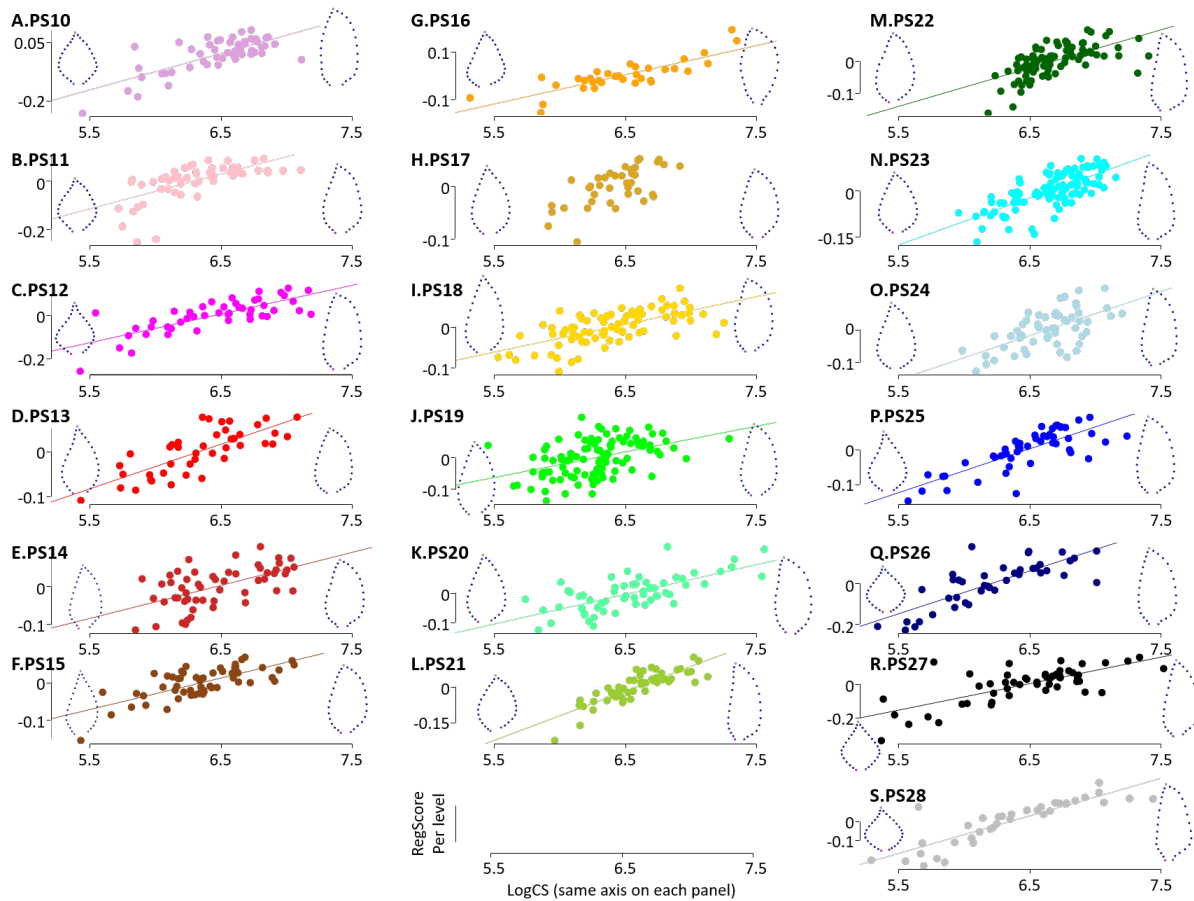 A.PS10
0.05
-0.2
5.5 6.5 7.5
G.PS16
0.1
-0.1
5.5 6.5 7.5
M.PS22
0
-0.1
5.5 6.5 7.5
B.PS11
0
-0.2
5.5 6.5 7.5
H.PS17
0
-0.1
5.5 6.5 7.5
N.PS23
0
-0.15
5.5 6.5 7.5
C.PS12
0
-0.2
5.5 6.5 7.5
I.PS18
0
-0.1
5.5 6.5 7.5
O.PS24
0
-0.1
5.5 6.5 7.5
D.PS13
0
-0.1
5.5 6.5 7.5
J.PS19
0
-0.1
5.5 6.5 7.5
P.PS25
0
-0.1
5.5 6.5 7.5
E.PS14
0
-0.1
5.5 6.5 7.5
K.PS20
0
-0.1
5.5 6.5 7.5
Q.PS26
0
-0.2
5.5 6.5 7.5
F.PS15
0
-0.1
5.5 6.5 7.5
L.PS21
0
-0.15
5.5 6.5 7.5
R.PS27
0
-0.2
5.5 6.5 7.5
RegScore
Per level
5.5 6.5 7.5
LogCS (same axis on each panel)
S.PS28
0
-0.1
5.5 6.5 7.5